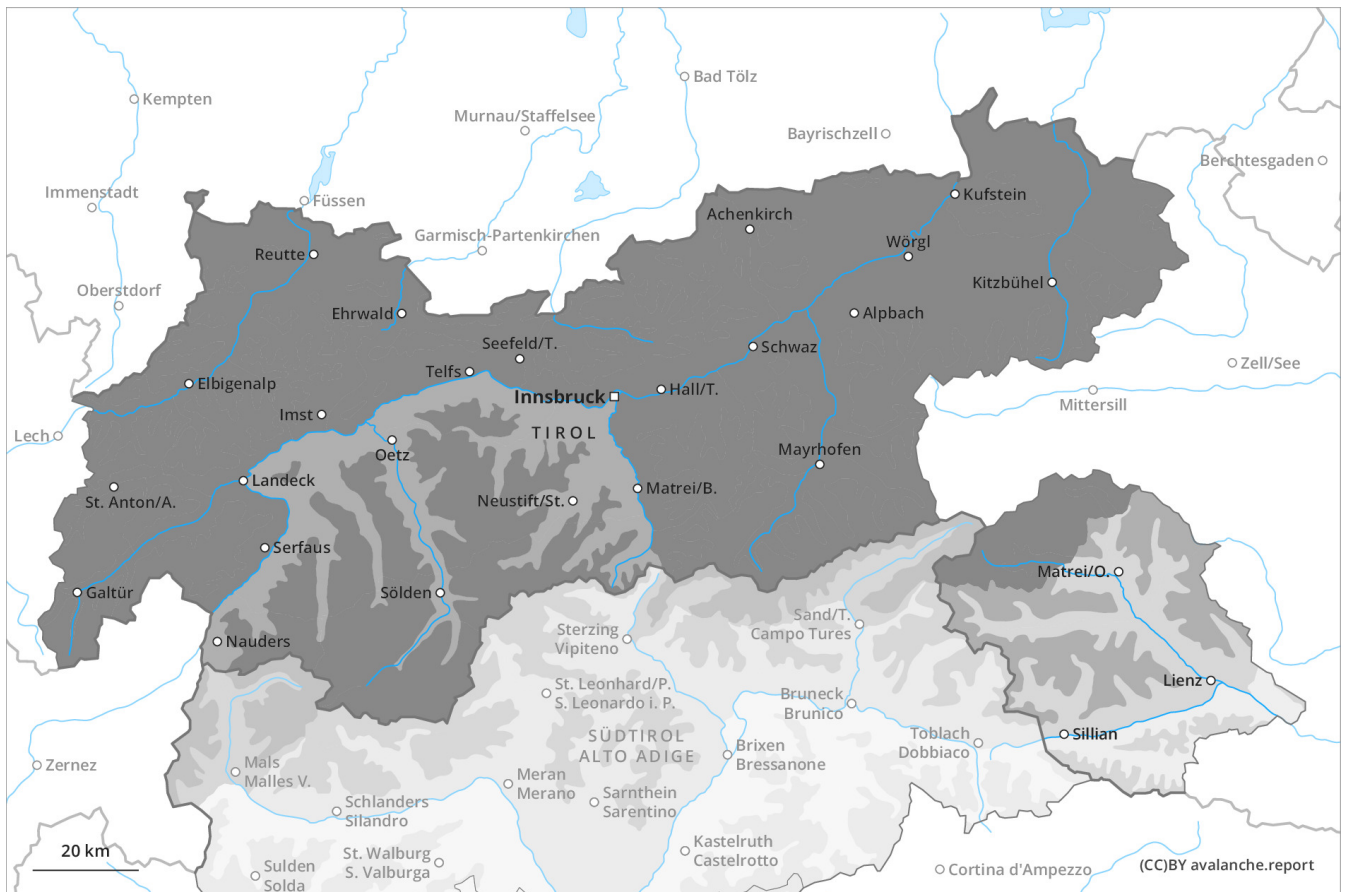 Bad Tölz
Kempten
Murnau/Staffelsee
Bayrischzell
Berchtesgaden
Immenstadt
Füssen
Kufstein
Achenkirch
Garmisch-Partenkirchen
Wörgl
Reutte
Kitzbühel
Oberstdorf
Ehrwald
Alpbach
Seefeld/T.
Schwaz
Telfs
Zell/See
Elbigenalp
Hall/T.
Innsbruck
Mittersill
Imst
TIROL
Lech
Oetz
Mayrhofen
Landeck
Matrei/B.
St. Anton/A.
Neustift/St.
Serfaus
Matrei/O.
Galtür
Sölden
Sand/T.
Campo Tures
Sterzing
Vipiteno
Nauders
Lienz
St. Leonhard/P.
S. Leonardo i. P.
Bruneck
Brunico
SÜDTIROL
ALTO ADIGE
Toblach
Dobbiaco
Sillian
Brixen
Bressanone
Zernez
Mals
Malles V.
Meran
Merano
Sarnthein
Sarentino
Schlanders
Silandro
20 km
St. Walburg
S. Valburga
Kastelruth
Castelrotto
Sulden
Solda
Cortina d'Ampezzo
(CC)BY avalanche.report